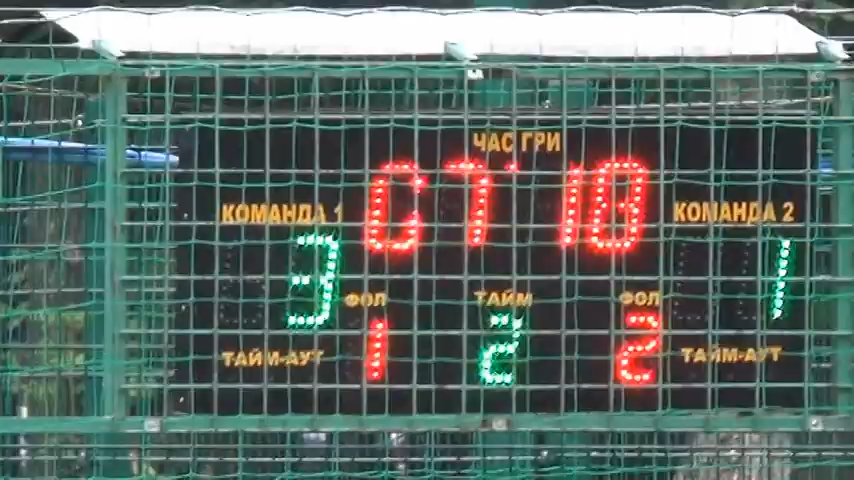 ЧАС ГРИ
07:18
КОМАНДА 1
КОМАНДА 2
3
1
ФОЛ
ТАЙМ
ФОЛ
1
2
2
ТАЙМ-АУТ
ТАЙМ-АУТ